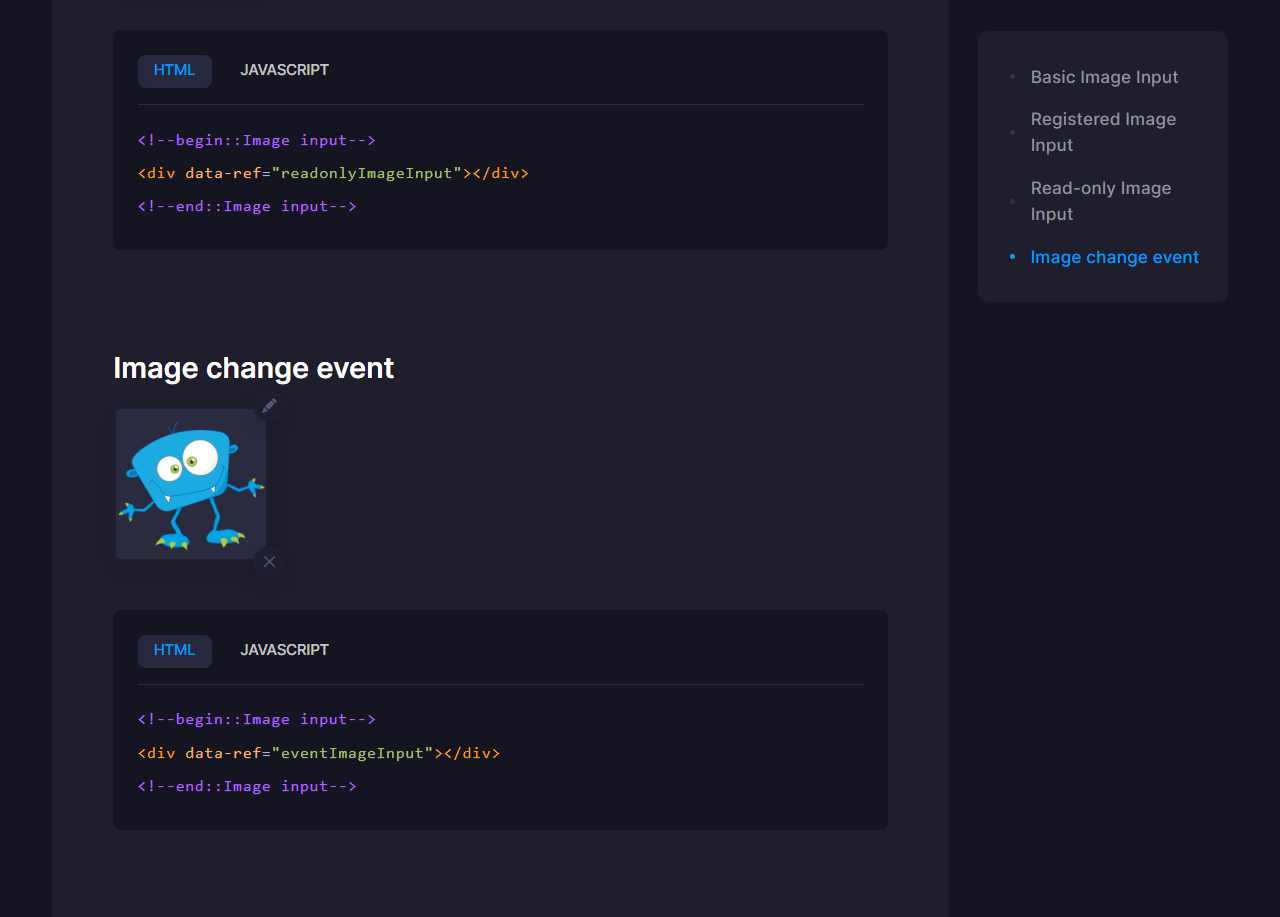 HTML JAVASCRIPT
<!--begin::Image input-->
<div data-ref="readonlyImageInput"></div>
<!--end::Image input-->
Image change event
HTML JAVASCRIPT
<!--begin::Image input-->
<div data-ref="eventImageInput"></div>
<!--end::Image input-->
Basic Image Input
Registered Image
Input
Read-only Image
Input
Image change event